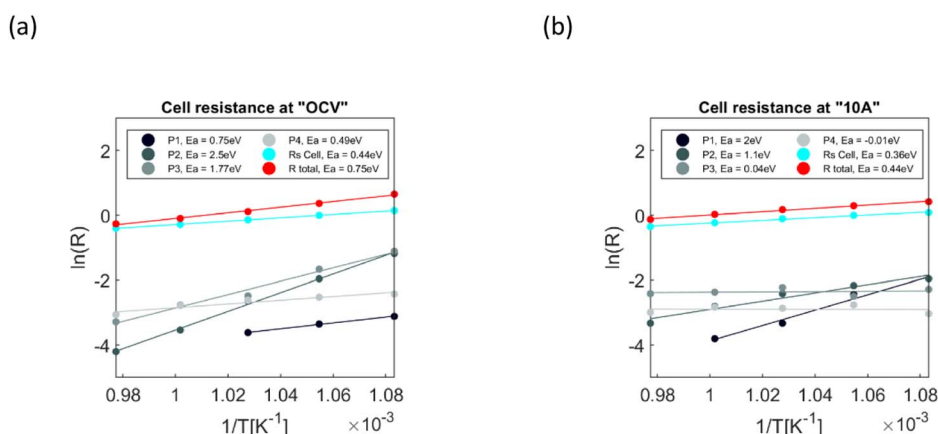 (a)
(b)
Cell resistance at "OCV"
P1, Ea = 0.75eV
P2, Ea = 2.5eV
P3, Ea = 1.77eV
P4, Ea = 0.49eV
Rs Cell, Ea = 0.44eV
R total, Ea = 0.75eV
2
0
-2
-4
ln(R)
0.98 1 1.02 1.04 1.06 1.08
1/T[K⁻¹] ×10⁻³
Cell resistance at "10A"
P1, Ea = 2eV
P2, Ea = 1.1eV
P3, Ea = 0.04eV
P4, Ea = -0.01eV
Rs Cell, Ea = 0.36eV
R total, Ea = 0.44eV
2
0
-2
-4
ln(R)
0.98 1 1.02 1.04 1.06 1.08
1/T[K⁻¹] ×10⁻³